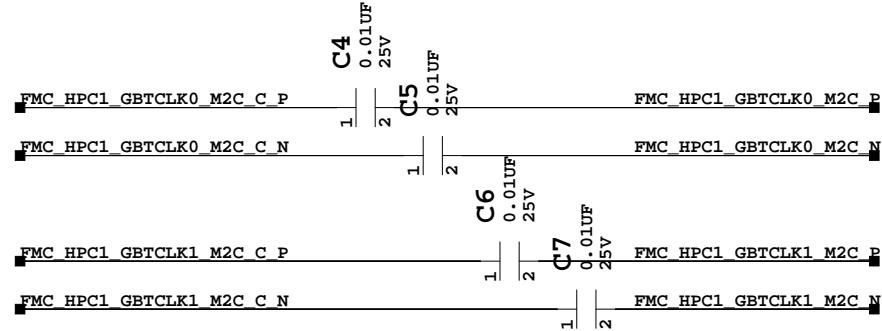 C4
0.01UF
25V
FMC_HPC1_GBTCLK0_M2C_C_P
1
2
FMC_HPC1_GBTCLK0_M2C_P
C5
0.01UF
25V
FMC_HPC1_GBTCLK0_M2C_C_N
1
2
FMC_HPC1_GBTCLK0_M2C_N
C6
0.01UF
25V
FMC_HPC1_GBTCLK1_M2C_C_P
1
2
FMC_HPC1_GBTCLK1_M2C_P
C7
0.01UF
25V
FMC_HPC1_GBTCLK1_M2C_C_N
1
2
FMC_HPC1_GBTCLK1_M2C_N